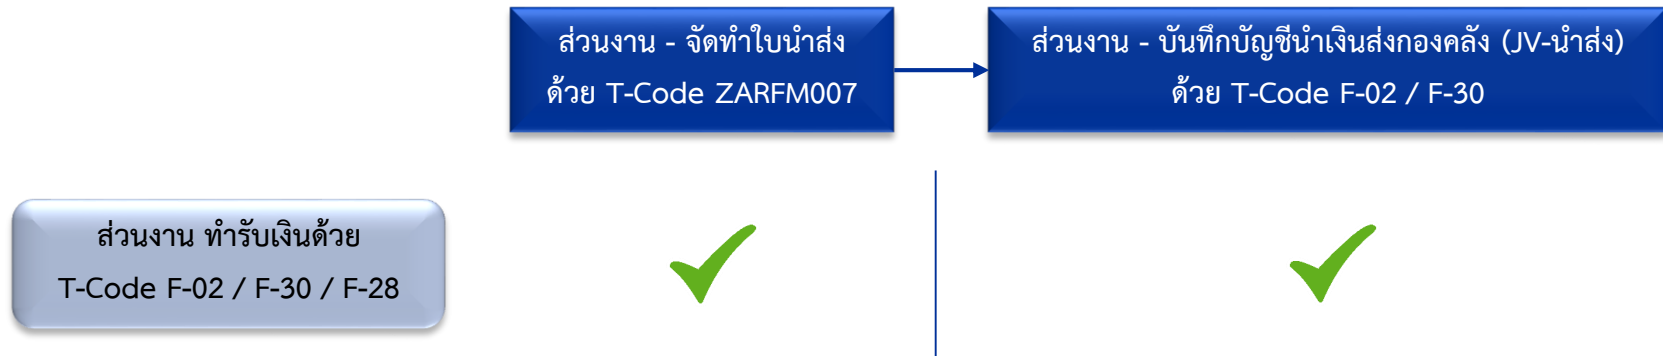 ส่วนงาน - จัดทำใบนำส่ง
ด้วย T-Code ZARFM007
ส่วนงาน - บันทึกบัญชีนำเงินส่งกองคลัง (JV-นำส่ง)
ด้วย T-Code F-02 / F-30
ส่วนงาน ทำรับเงินด้วย
T-Code F-02 / F-30 / F-28